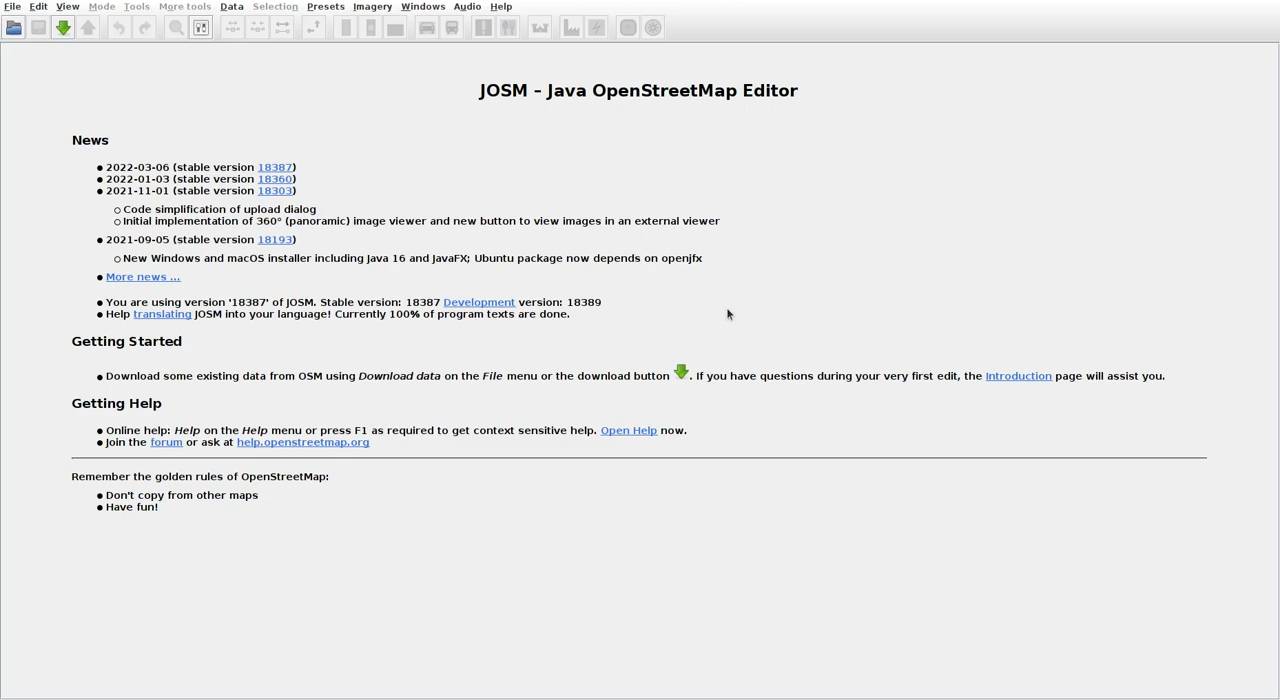 File Edit View Mode Tools More tools Data Selection Presets Imagery Windows Audio Help
JOSM – Java OpenStreetMap Editor
News
2022-03-06 (stable version 18387)
2022-01-03 (stable version 18360)
2021-11-01 (stable version 18303)
Code simplification of upload dialog
Initial implementation of 360° (panoramic) image viewer and new button to view images in an external viewer
2021-09-05 (stable version 18193)
New Windows and macOS installer including Java 16 and JavaFX; Ubuntu package now depends on openjfx
More news ...
You are using version '18387' of JOSM. Stable version: 18387 Development version: 18389
Help translating JOSM into your language! Currently 100% of program texts are done.
Getting Started
Download some existing data from OSM using Download data on the File menu or the download button . If you have questions during your very first edit, the Introduction page will assist you.
Getting Help
Online help: Help on the Help menu or press F1 as required to get context sensitive help. Open Help now.
Join the forum or ask at help.openstreetmap.org
Remember the golden rules of OpenStreetMap:
Don't copy from other maps
Have fun!